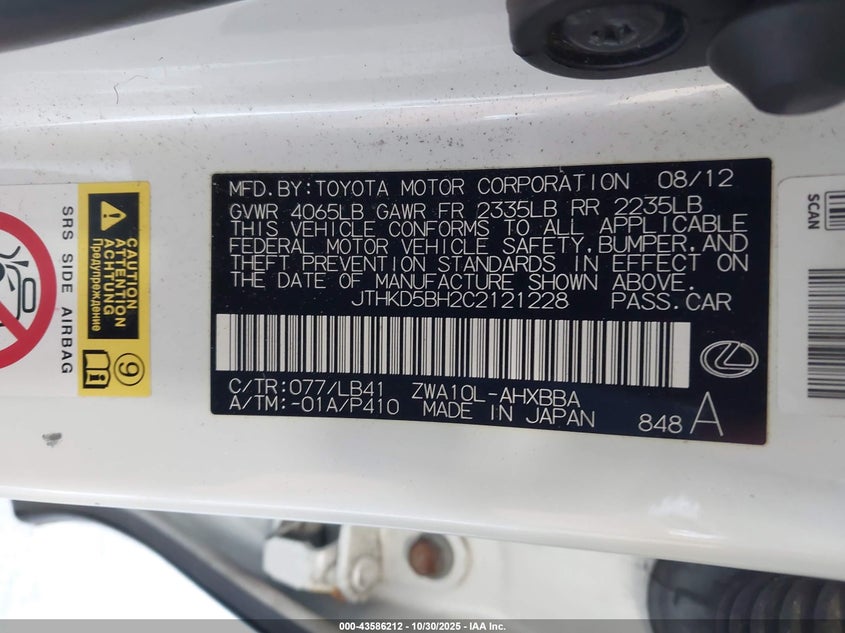 MFD.BY:TOYOTA MOTOR CORPORATION 08/12
GVWR 4065LB GAWR FR 2335LB RR 2235LB
THIS VEHICLE CONFORMS TO ALL APPLICABLE
FEDERAL MOTOR VEHICLE SAFETY,BUMPER,AND
THEFT PREVENTION STANDARDS IN EFFECT ON
THE DATE OF MANUFACTURE SHOWN ABOVE.
JTHKD5BH2C2121228 PASS.CAR
C/TR:077/LB41 ZWA10L-AHXBBA
A/TM:-01A/P410 MADE IN JAPAN 848 A
SRS SIDE AIRBAG
CAUTION
ATTENTION
ACHTUNG
Предупреждение
9
SCAN
000-43586212 - 10/30/2025 - IAA Inc.